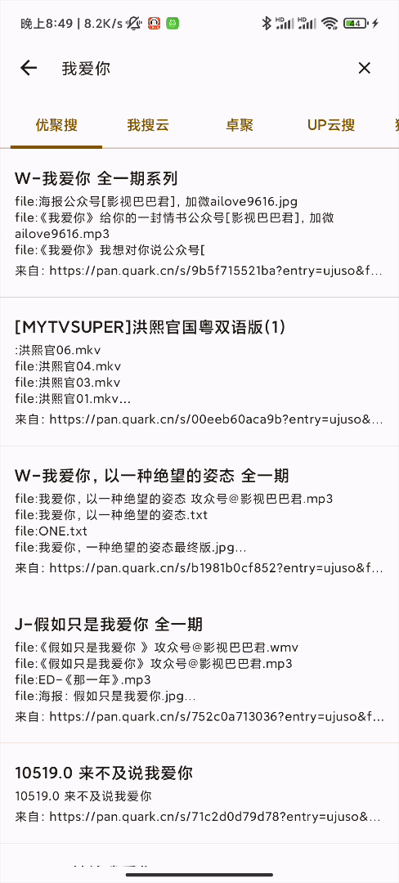 晚上8:49 | 8.2K/s
44
我爱你
优聚搜 我搜云 卓聚 UP云搜
W-我爱你 全一期系列
file:海报公众号[影视巴巴君], 加微ailove9616.jpg
file:《我爱你》给你的一封情书公众号[影视巴巴君], 加微
ailove9616.mp3
file:《我爱你》我想对你说公众号[
来自: https://pan.quark.cn/s/9b5f715521ba?entry=ujuso&f...
[MYTVSUPER]洪熙官国粤双语版(1)
:洪熙官06.mkv
file:洪熙官04.mkv
file:洪熙官03.mkv
file:洪熙官01.mkv...
来自: https://pan.quark.cn/s/00eeb60aca9b?entry=ujuso&...
W-我爱你, 以一种绝望的姿态 全一期
file:我爱你, 以一种绝望的姿态 攻众号@影视巴巴君.mp3
file:我爱你, 以一种绝望的姿态.txt
file:ONE.txt
file:我爱你, 一种绝望的姿态最终版.jpg...
来自: https://pan.quark.cn/s/b1981b0cf852?entry=ujuso&f...
J-假如只是我爱你 全一期
file:《假如只是我爱你 》攻众号@影视巴巴君.wmv
file:《假如只是我爱你》攻众号@影视巴巴君.mp3
file:ED-《那一年》.mp3
file:海报: 假如只是我爱你.jpg...
来自: https://pan.quark.cn/s/752c0a713036?entry=ujuso&f...
10519.0 来不及说我爱你
10519.0 来不及说我爱你
来自: https://pan.quark.cn/s/71c2d0d79d78?entry=ujuso&...